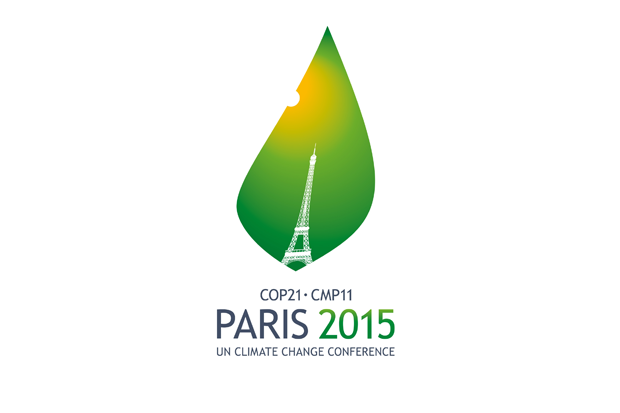 COP21・CMP11
PARIS 2015
UN CLIMATE CHANGE CONFERENCE